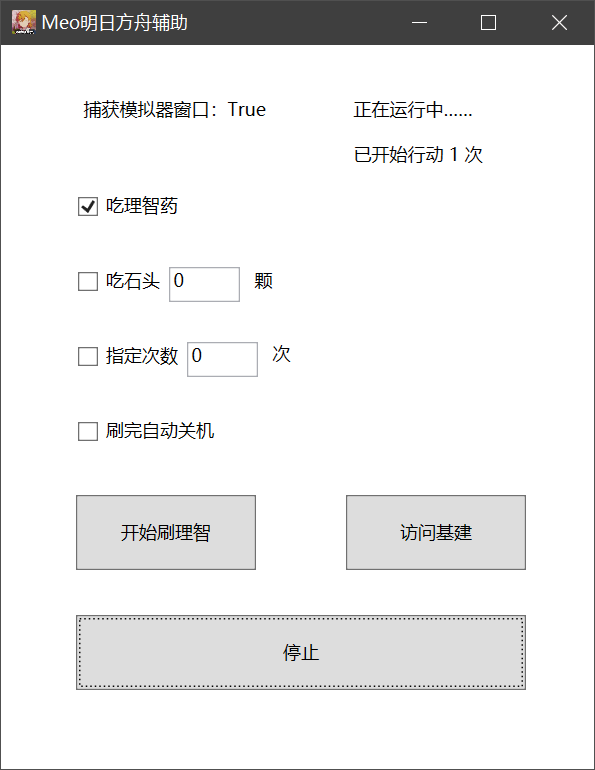 Meo明日方舟辅助
捕获模拟器窗口：True
正在运行中......
已开始行动 1 次
吃理智药
吃石头 0 颗
指定次数 0 次
刷完自动关机
开始刷理智
访问基建
停止